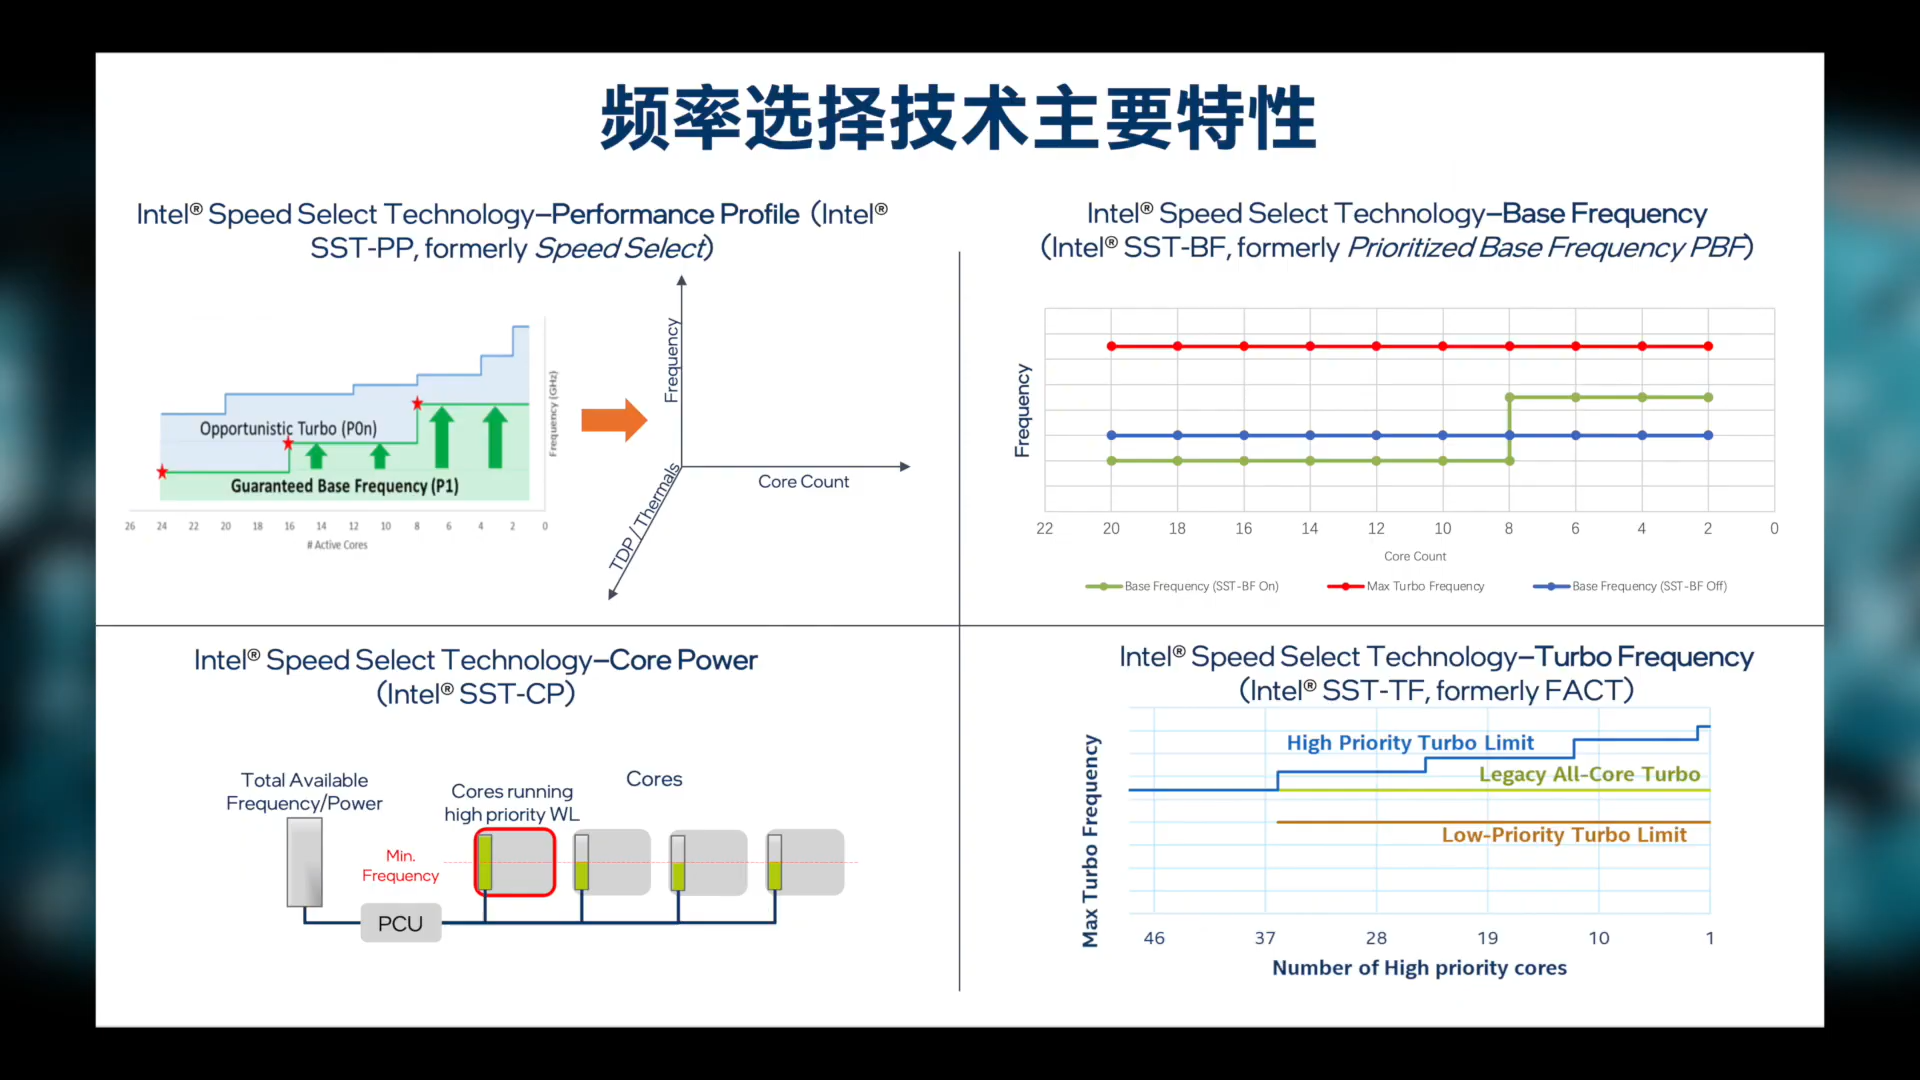 频率选择技术主要特性
Intel® Speed Select Technology–Performance Profile (Intel®
SST-PP, formerly Speed Select)
Opportunistic Turbo (P0n)
Guaranteed Base Frequency (P1)
26 24 22 20 18 16 14 12 10 8 6 4 2 0
# Active Cores
Frequency (GHz)
Frequency
Core Count
TDP / Thermals
Intel® Speed Select Technology–Base Frequency
(Intel® SST-BF, formerly Prioritized Base Frequency PBF)
Frequency
22 20 18 16 14 12 10 8 6 4 2 0
Core Count
Base Frequency (SST-BF On) Max Turbo Frequency Base Frequency (SST-BF Off)
Intel® Speed Select Technology–Core Power
(Intel® SST-CP)
Total Available
Frequency/Power
Cores running
high priority WL
Cores
Min.
Frequency
PCU
Intel® Speed Select Technology–Turbo Frequency
(Intel® SST-TF, formerly FACT)
Max Turbo Frequency
High Priority Turbo Limit
Legacy All-Core Turbo
Low-Priority Turbo Limit
46 37 28 19 10 1
Number of High priority cores